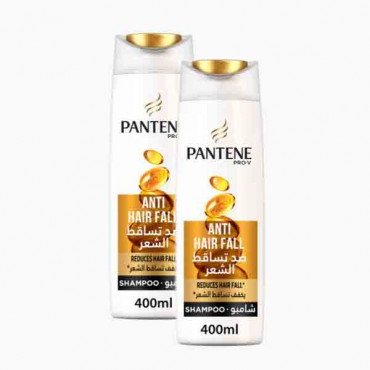 PANTENE
PRO-V
ANTI
HAIR FALL
ضد تساقط
الشعر
REDUCES HAIR FALL*
يخفف تساقط الشعر*
SHAMPOO • شامبو
400ml
PANTENE
PRO-V
ANTI
HAIR FALL
ضد تساقط
الشعر
REDUCES HAIR FALL*
يخفف تساقط الشعر*
SHAMPOO • شامبو
400ml